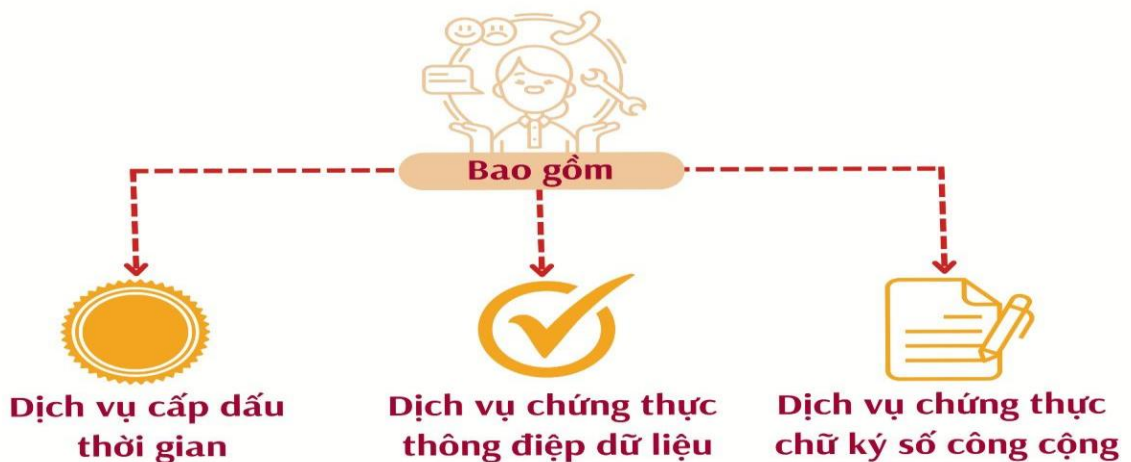 Bao gồm
Dịch vụ cấp dấu
thời gian
Dịch vụ chứng thực
thông điệp dữ liệu
Dịch vụ chứng thực
chữ ký số công cộng